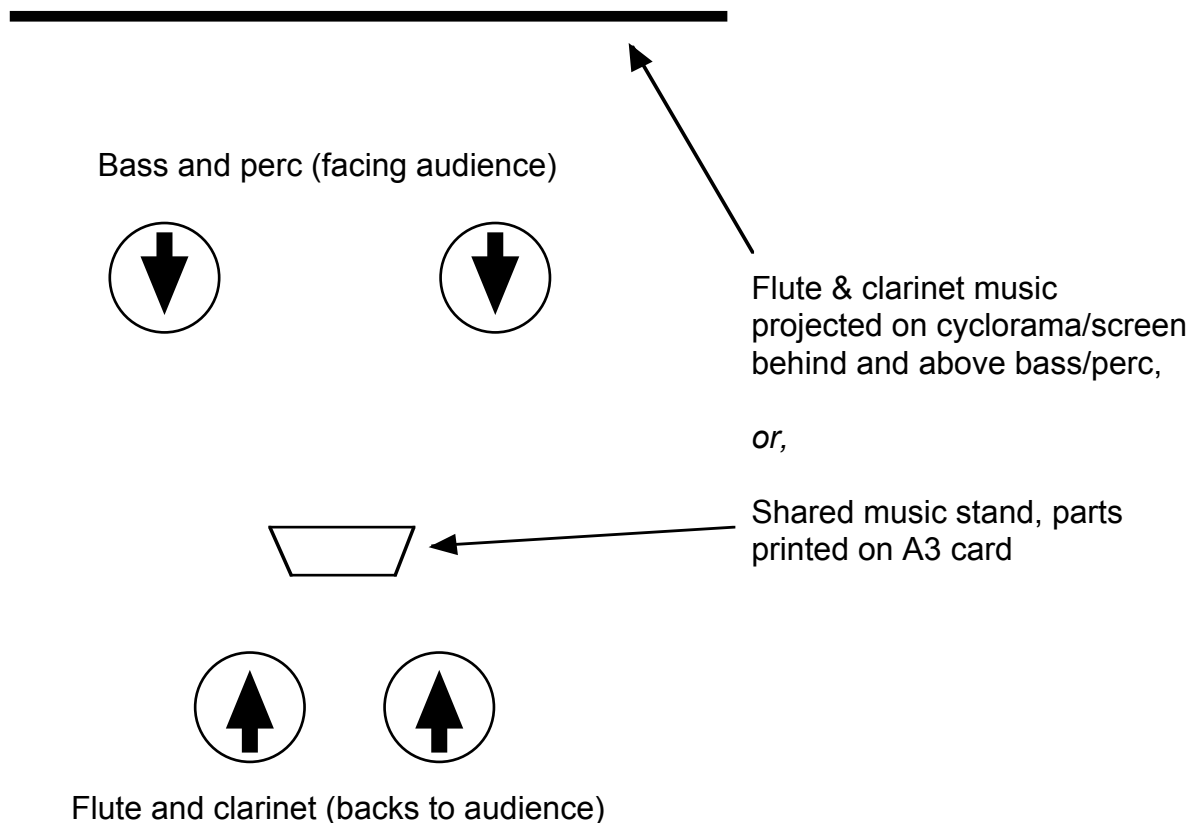 Bass and perc (facing audience)
Flute & clarinet music
projected on cyclorama/screen
behind and above bass/perc,
or,
Shared music stand, parts
printed on A3 card
Flute and clarinet (backs to audience)